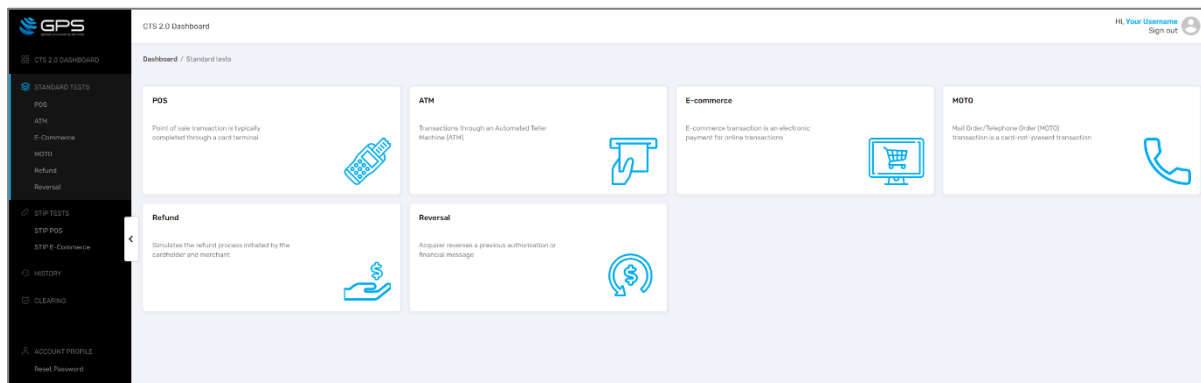 GPS
global processing services
CTS 2.0 DASHBOARD
STANDARD TESTS
POS
ATM
E-Commerce
MOTO
Refund
Reversal
STIP TESTS
STIP POS
STIP E-Commerce
HISTORY
CLEARING
ACCOUNT PROFILE
Reset Password
CTS 2.0 Dashboard
Hi, Your Username
Sign out
Dashboard / Standard tests
POS
Point of sale transaction is typically
completed through a card terminal
ATM
Transactions through an Automated Teller
Machine (ATM)
E-commerce
E-commerce transaction is an electronic
payment for online transactions
MOTO
Mail Order/Telephone Order (MOTO)
transaction is a card-not-present transaction
Refund
Simulates the refund process initiated by the
cardholder and merchant
Reversal
Acquirer reverses a previous authorisation or
financial message